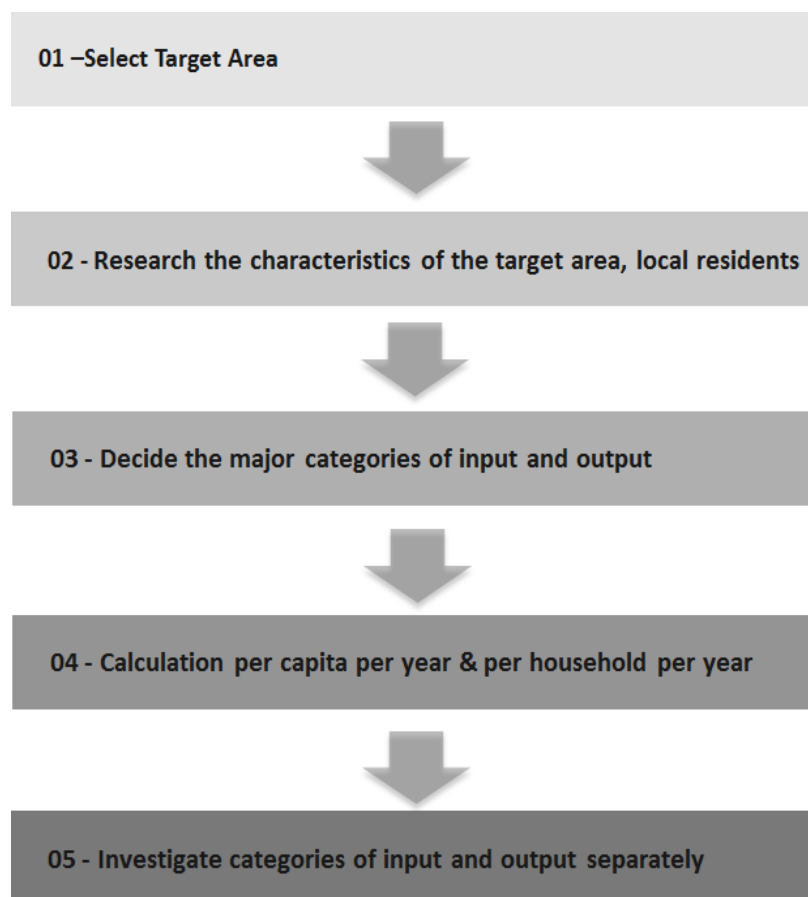 01 –Select Target Area
02 - Research the characteristics of the target area, local residents
03 - Decide the major categories of input and output
04 - Calculation per capita per year & per household per year
05 - Investigate categories of input and output separately